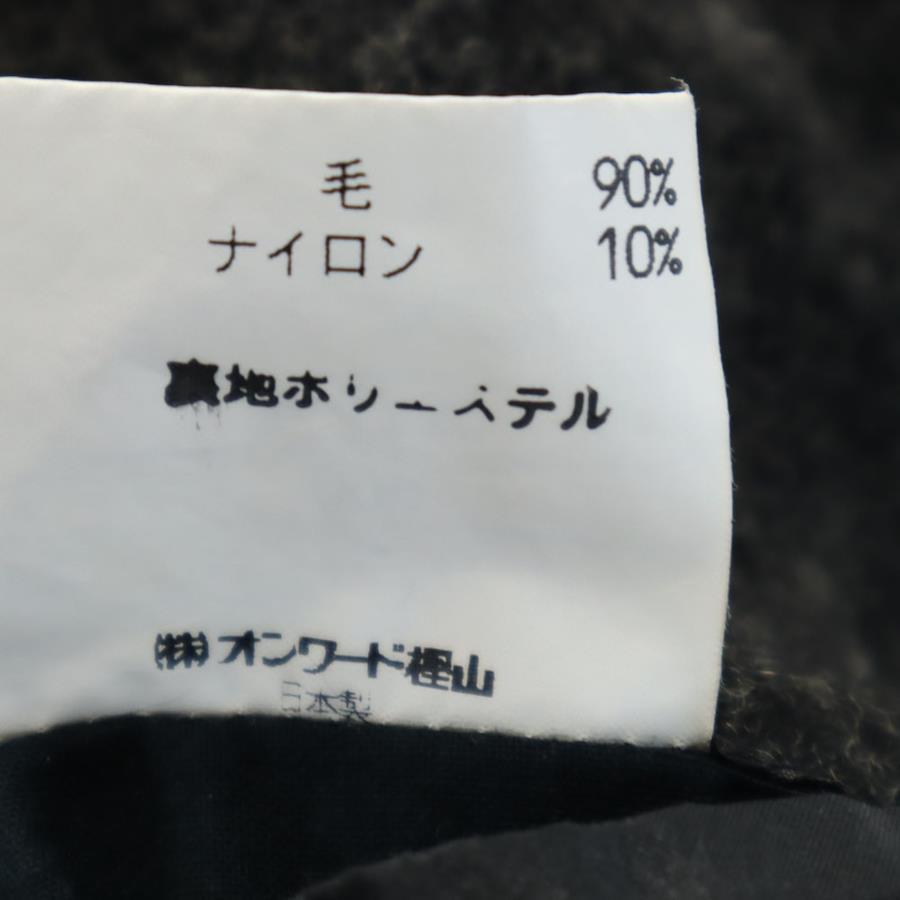 毛 90%
ナイロン 10%
裏地ポリエステル
㈱オンワード樫山
日本製